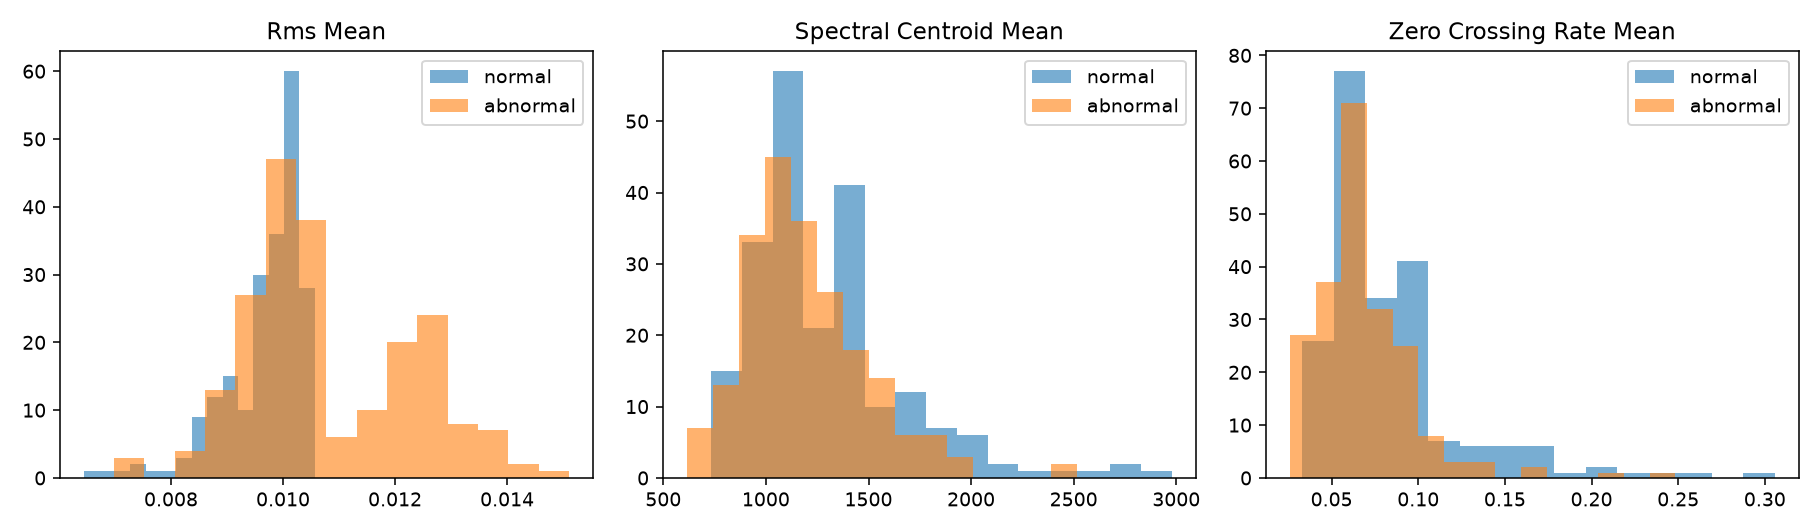 Rms Mean
normal
abnormal
60
50
40
30
20
10
0
0.008 0.010 0.012 0.014
Spectral Centroid Mean
normal
abnormal
50
40
30
20
10
0
500 1000 1500 2000 2500 3000
Zero Crossing Rate Mean
normal
abnormal
80
70
60
50
40
30
20
10
0
0.05 0.10 0.15 0.20 0.25 0.30